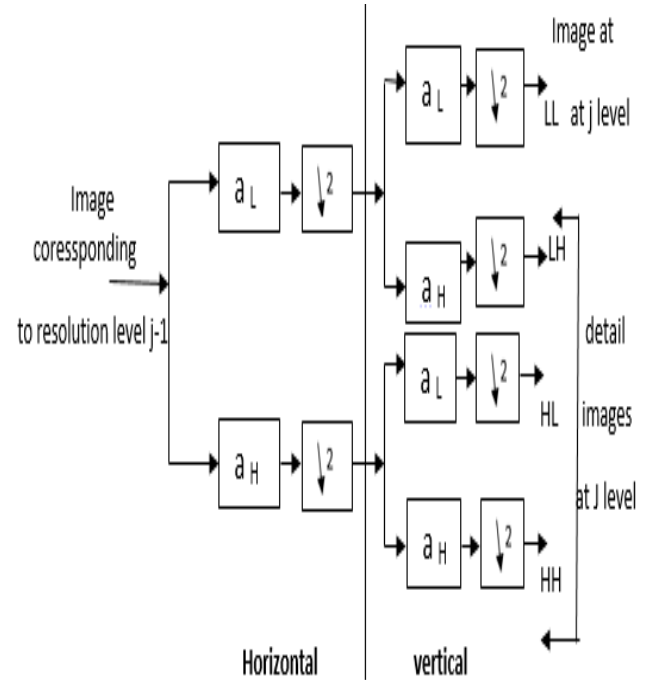 Image at
a L
2
LL at j level
a L
2
Image
coressponding
to resolution level j-1
a H
2
LH
detail
images
at J level
a L
2
HL
a H
2
a H
2
HH
Horizontal
vertical